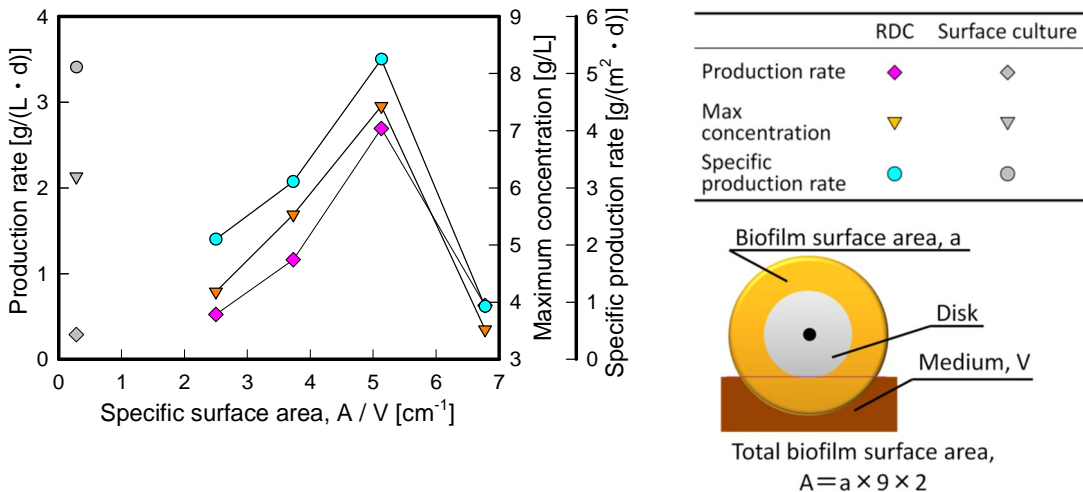 Production rate [g/(L・d)]
4
3
2
1
0
0 1 2 3 4 5 6 7
Specific surface area, A / V [cm⁻¹]
9
8
7
6
5
4
3
Maximum concentration [g/L]
6
5
4
3
2
1
0
Specific production rate [g/(m²・d)]
RDC Surface culture
Production rate
Max
concentration
Specific
production rate
Biofilm surface area, a
Disk
Medium, V
Total biofilm surface area,
A＝a×9×2